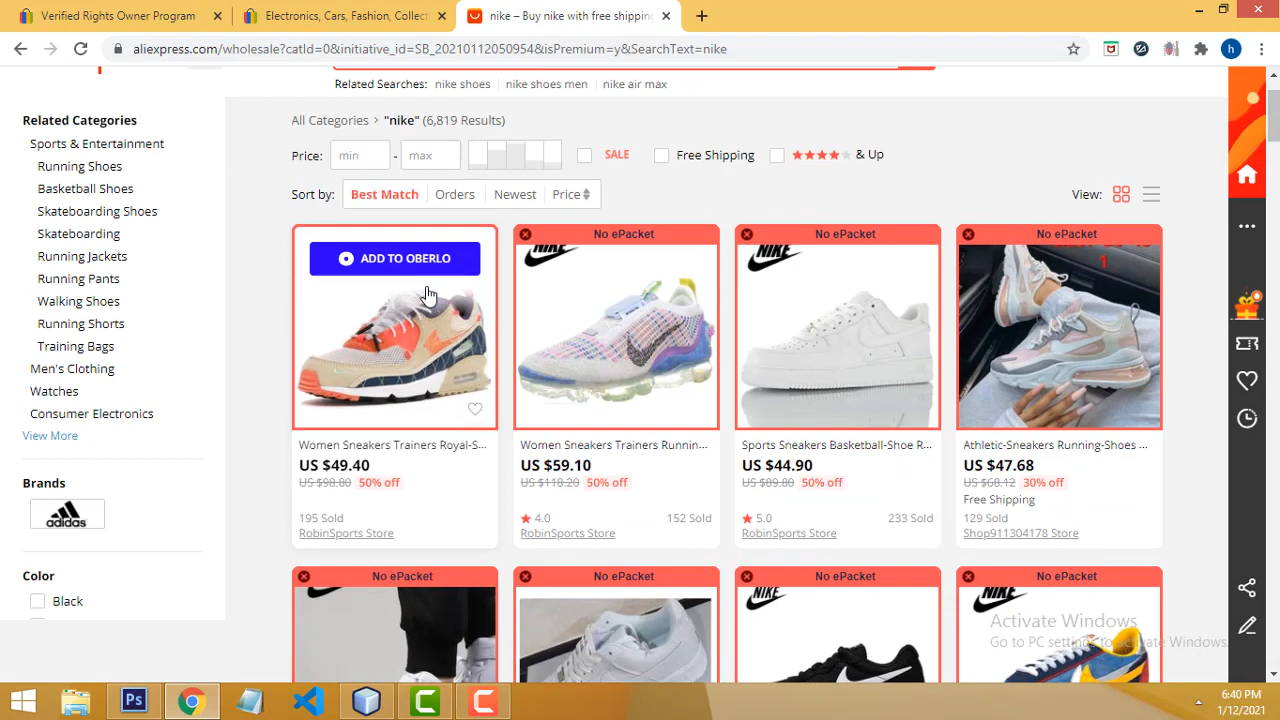 Verified Rights Owner Program
Electronics, Cars, Fashion, Collect
nike – Buy nike with free shipping
aliexpress.com/wholesale?catId=0&initiative_id=SB_20210112050954&isPremium=y&SearchText=nike
h
Related Searches: nike shoes nike shoes men nike air max
Related Categories
Sports & Entertainment
Running Shoes
Basketball Shoes
Skateboarding Shoes
Skateboarding
Running Jackets
Running Pants
Walking Shoes
Running Shorts
Training Bags
Men's Clothing
Watches
Consumer Electronics
View More
Brands
adidas
Color
Black
All Categories > "nike" (6,819 Results)
Price: min - max SALE Free Shipping & Up
Sort by: Best Match Orders Newest Price View:
ADD TO OBERLO
Women Sneakers Trainers Royal-S...
US $49.40
US $98.80 50% off
195 Sold
RobinSports Store
No ePacket
NIKE
Women Sneakers Trainers Runnin...
US $59.10
US $118.20 50% off
4.0 152 Sold
RobinSports Store
No ePacket
NIKE
Sports Sneakers Basketball-Shoe R...
US $44.90
US $89.80 50% off
5.0 233 Sold
RobinSports Store
No ePacket
1
Athletic-Sneakers Running-Shoes ...
US $47.68
US $68.12 30% off
Free Shipping
129 Sold
Shop911304178 Store
No ePacket
No ePacket
No ePacket
NIKE
No ePacket
NIKE
Activate Windows
Go to PC settings to activate Windows.
Ps
C
C
6:40 PM
1/12/2021